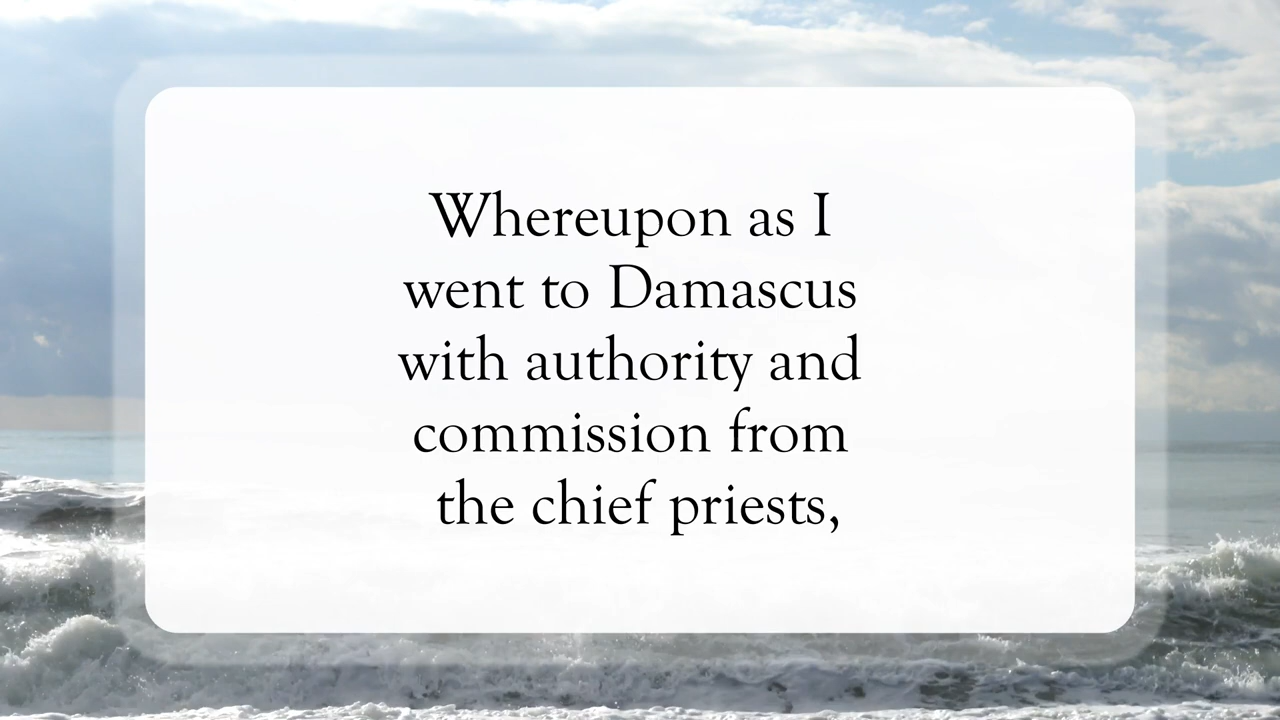 Whereupon as I
went to Damascus
with authority and
commission from
the chief priests,